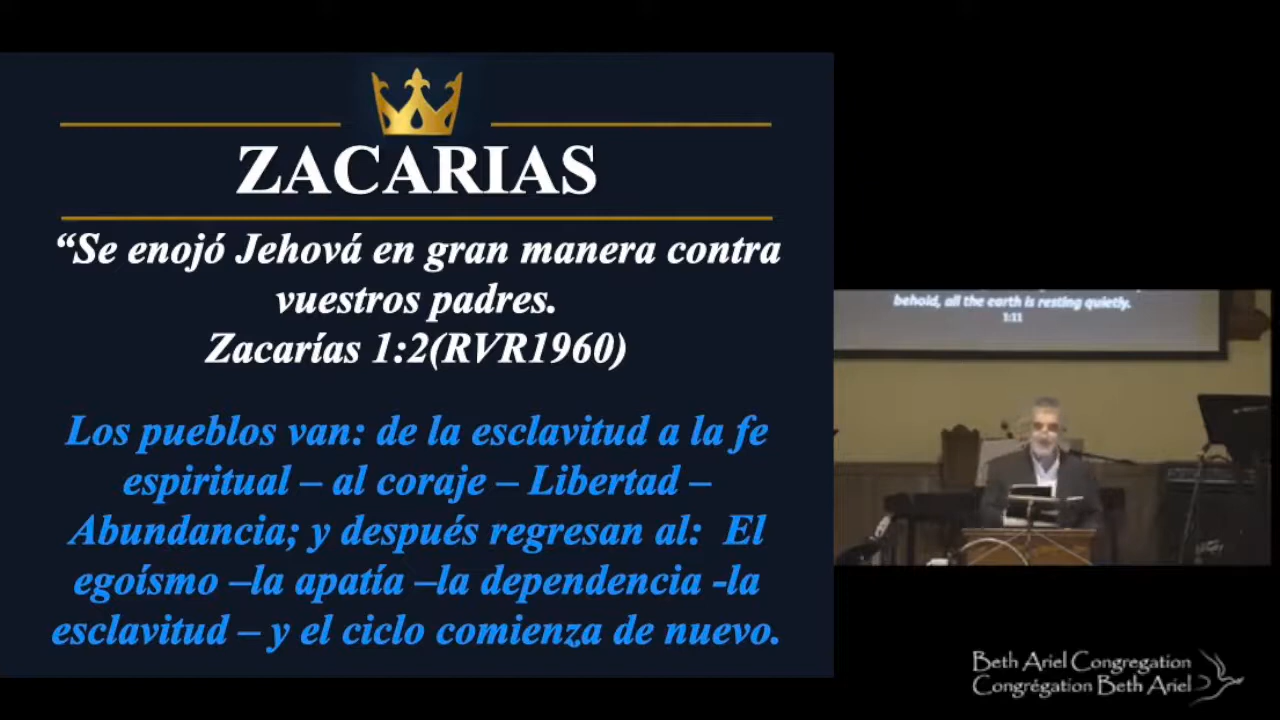 ZACARIAS
“Se enojó Jehová en gran manera contra
vuestros padres.
Zacarías 1:2(RVR1960)
Los pueblos van: de la esclavitud a la fe
espiritual – al coraje – Libertad –
Abundancia; y después regresan al: El
egoísmo –la apatía –la dependencia -la
esclavitud – y el ciclo comienza de nuevo.
behold, all the earth is resting quietly.
1:11
Beth Ariel Congregation
Congrégation Beth Ariel